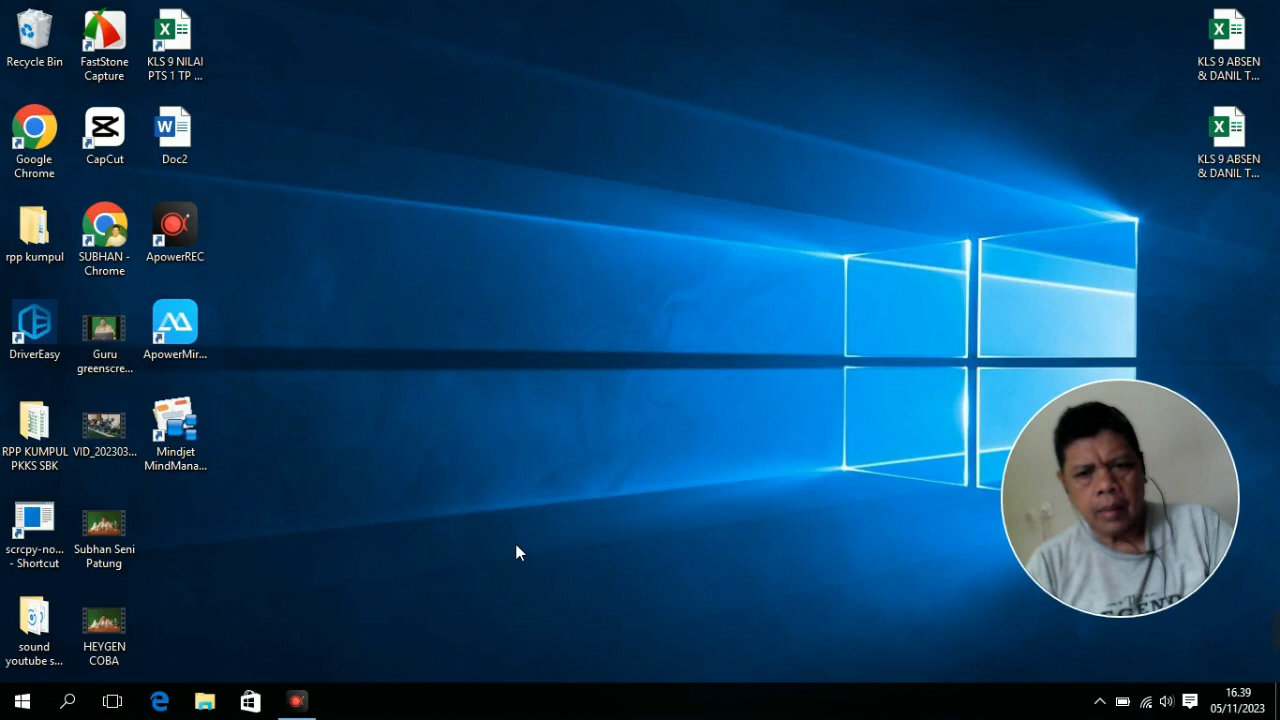 Recycle Bin
FastStone
Capture
KLS 9 NILAI
PTS 1 TP ...
Google
Chrome
CapCut
Doc2
rpp kumpul
SUBHAN -
Chrome
ApowerREC
DriverEasy
Guru
greenscre...
ApowerMir...
RPP KUMPUL
PKKS SBK
VID_202303...
Mindjet
MindMana...
scrcpy-no...
- Shortcut
Subhan Seni
Patung
sound
youtube s...
HEYGEN
COBA
KLS 9 ABSEN
& DANIL T...
KLS 9 ABSEN
& DANIL T...
16.39
05/11/2023